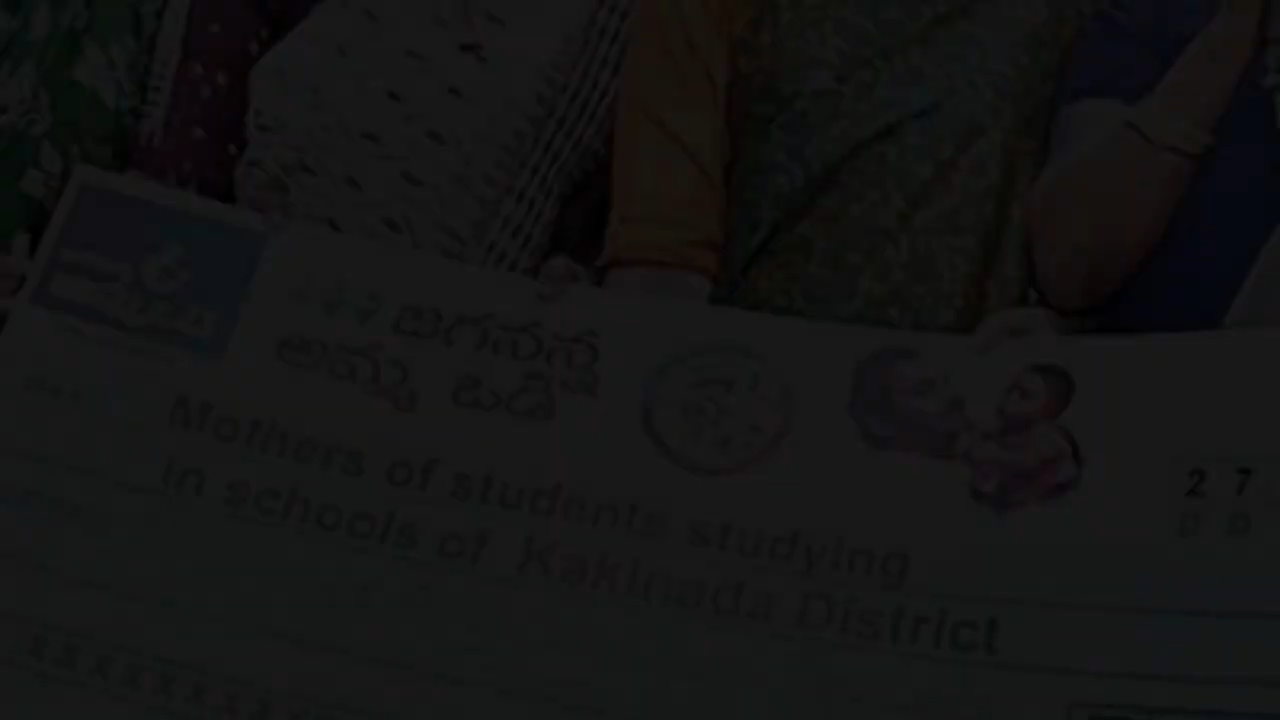 జగనన్న
అమ్మ ఒడి
Mothers of students studying
in schools of Kakinada District
2 7
D D